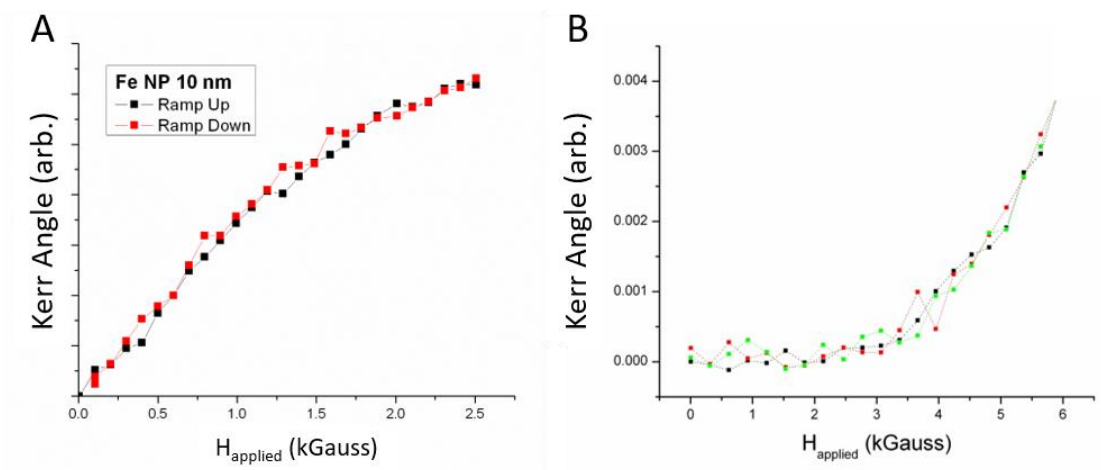 A
Fe NP 10 nm
Ramp Up
Ramp Down
Kerr Angle (arb.)
0.0 0.5 1.0 1.5 2.0 2.5
Happlied (kGauss)
B
0.004
0.003
0.002
0.001
0.000
Kerr Angle (arb.)
0 1 2 3 4 5 6
Happlied (kGauss)